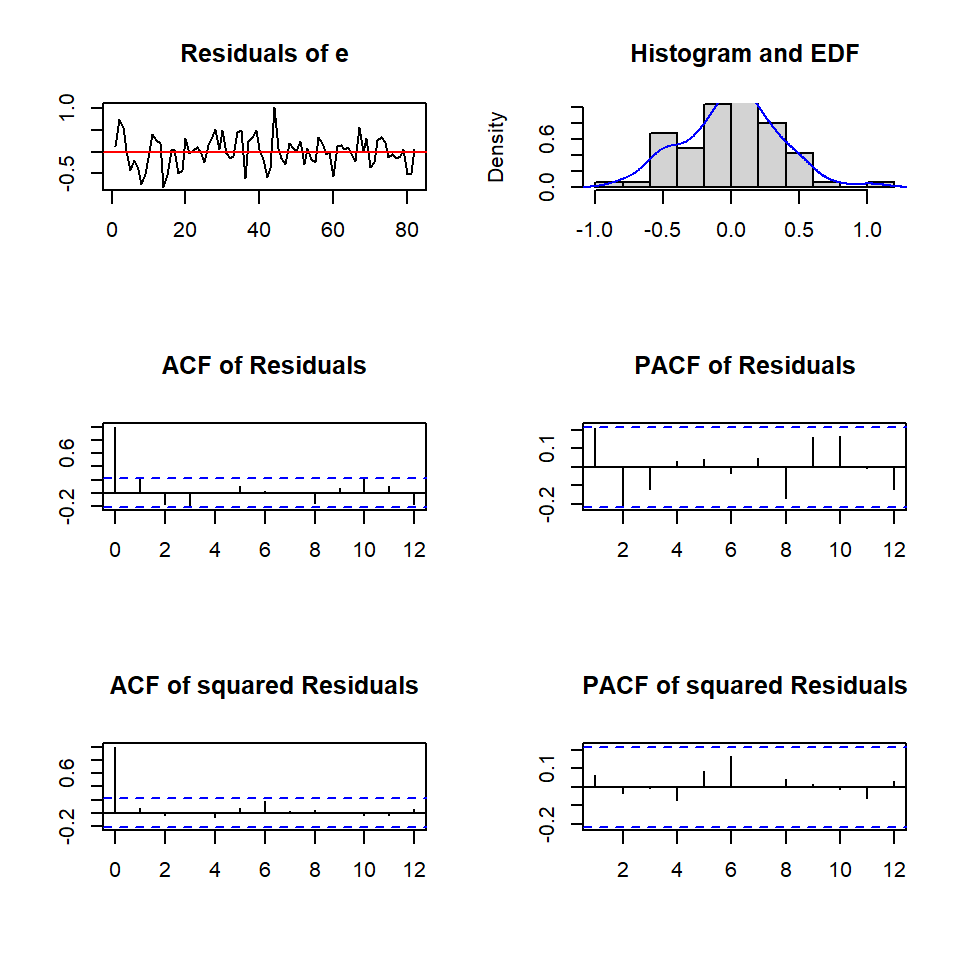 Residuals of e
1.0
-0.5
0 20 40 60 80
Histogram and EDF
Density
0.6
0.0
-1.0 -0.5 0.0 0.5 1.0
ACF of Residuals
0.6
-0.2
0 2 4 6 8 10 12
PACF of Residuals
0.1
-0.2
2 4 6 8 10 12
ACF of squared Residuals
0.6
-0.2
0 2 4 6 8 10 12
PACF of squared Residuals
0.1
-0.2
2 4 6 8 10 12